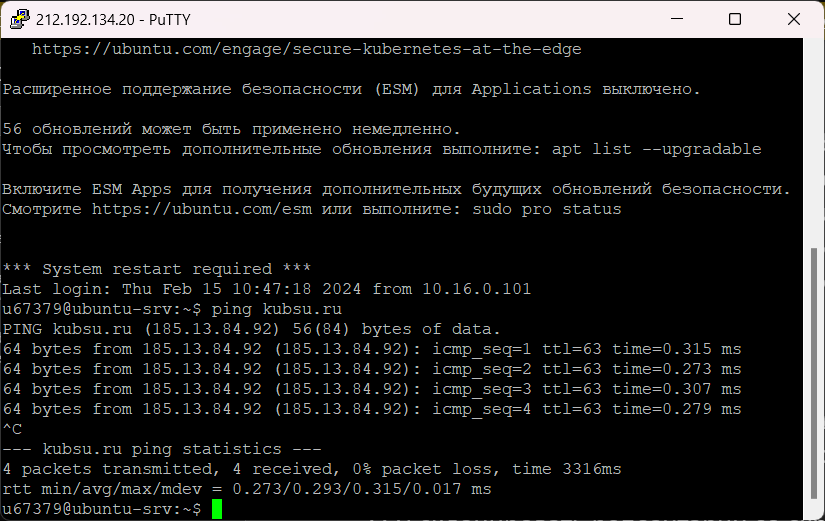 212.192.134.20 - PuTTY
https://ubuntu.com/engage/secure-kubernetes-at-the-edge
Расширенное поддержание безопасности (ESM) для Applications выключено.
56 обновлений может быть применено немедленно.
Чтобы просмотреть дополнительные обновления выполните: apt list --upgradable
Включите ESM Apps для получения дополнительных будущих обновлений безопасности.
Смотрите https://ubuntu.com/esm или выполните: sudo pro status
*** System restart required ***
Last login: Thu Feb 15 10:47:18 2024 from 10.16.0.101
u67379@ubuntu-srv:~$ ping kubsu.ru
PING kubsu.ru (185.13.84.92) 56(84) bytes of data.
64 bytes from 185.13.84.92 (185.13.84.92): icmp_seq=1 ttl=63 time=0.315 ms
64 bytes from 185.13.84.92 (185.13.84.92): icmp_seq=2 ttl=63 time=0.273 ms
64 bytes from 185.13.84.92 (185.13.84.92): icmp_seq=3 ttl=63 time=0.307 ms
64 bytes from 185.13.84.92 (185.13.84.92): icmp_seq=4 ttl=63 time=0.279 ms
^C
--- kubsu.ru ping statistics ---
4 packets transmitted, 4 received, 0% packet loss, time 3316ms
rtt min/avg/max/mdev = 0.273/0.293/0.315/0.017 ms
u67379@ubuntu-srv:~$